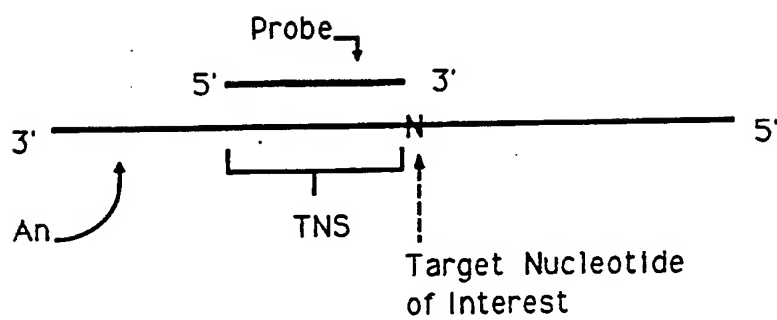 Probe
5' 3'
3' N 5'
An
TNS
Target Nucleotide
of Interest